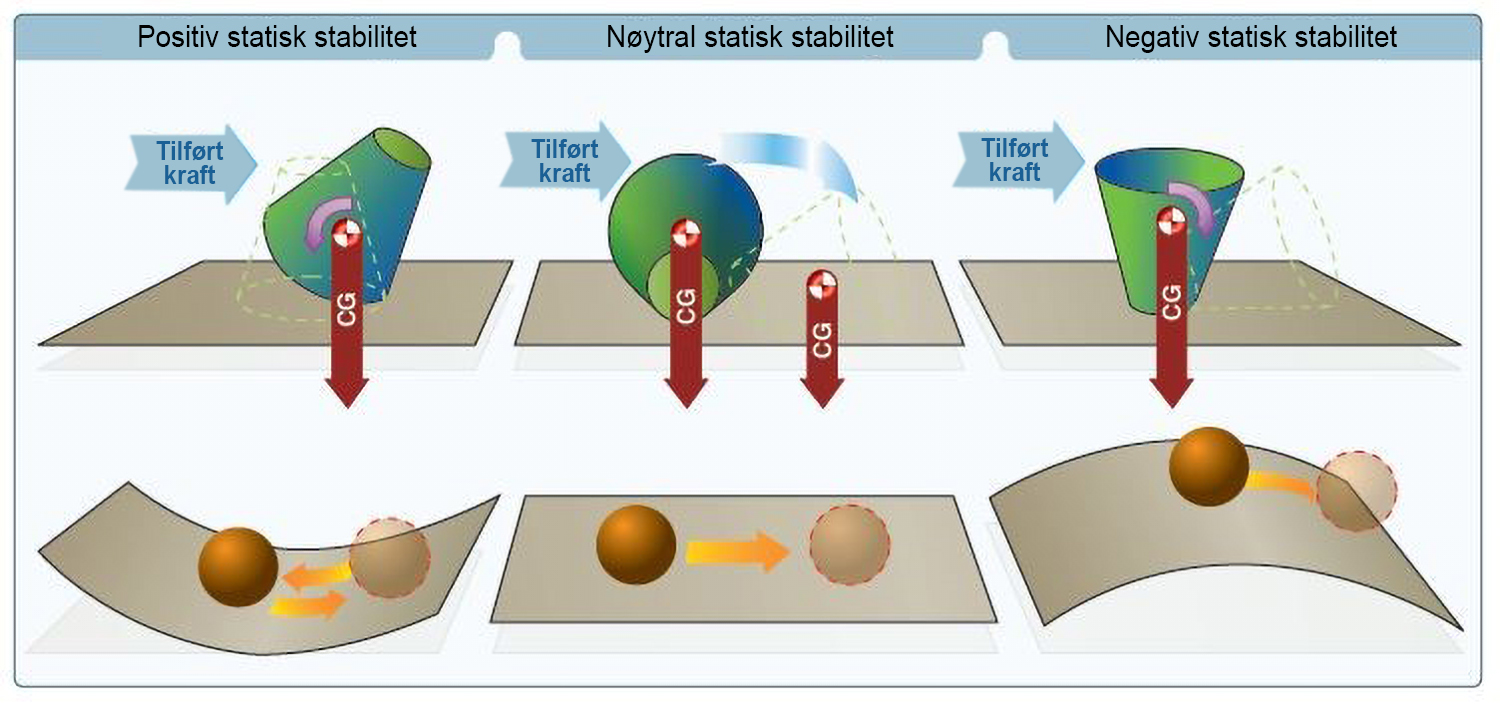 Positiv statisk stabilitet
Nøytral statisk stabilitet
Negativ statisk stabilitet
Tilført
kraft
Tilført
kraft
Tilført
kraft
CG
CG
CG
CG